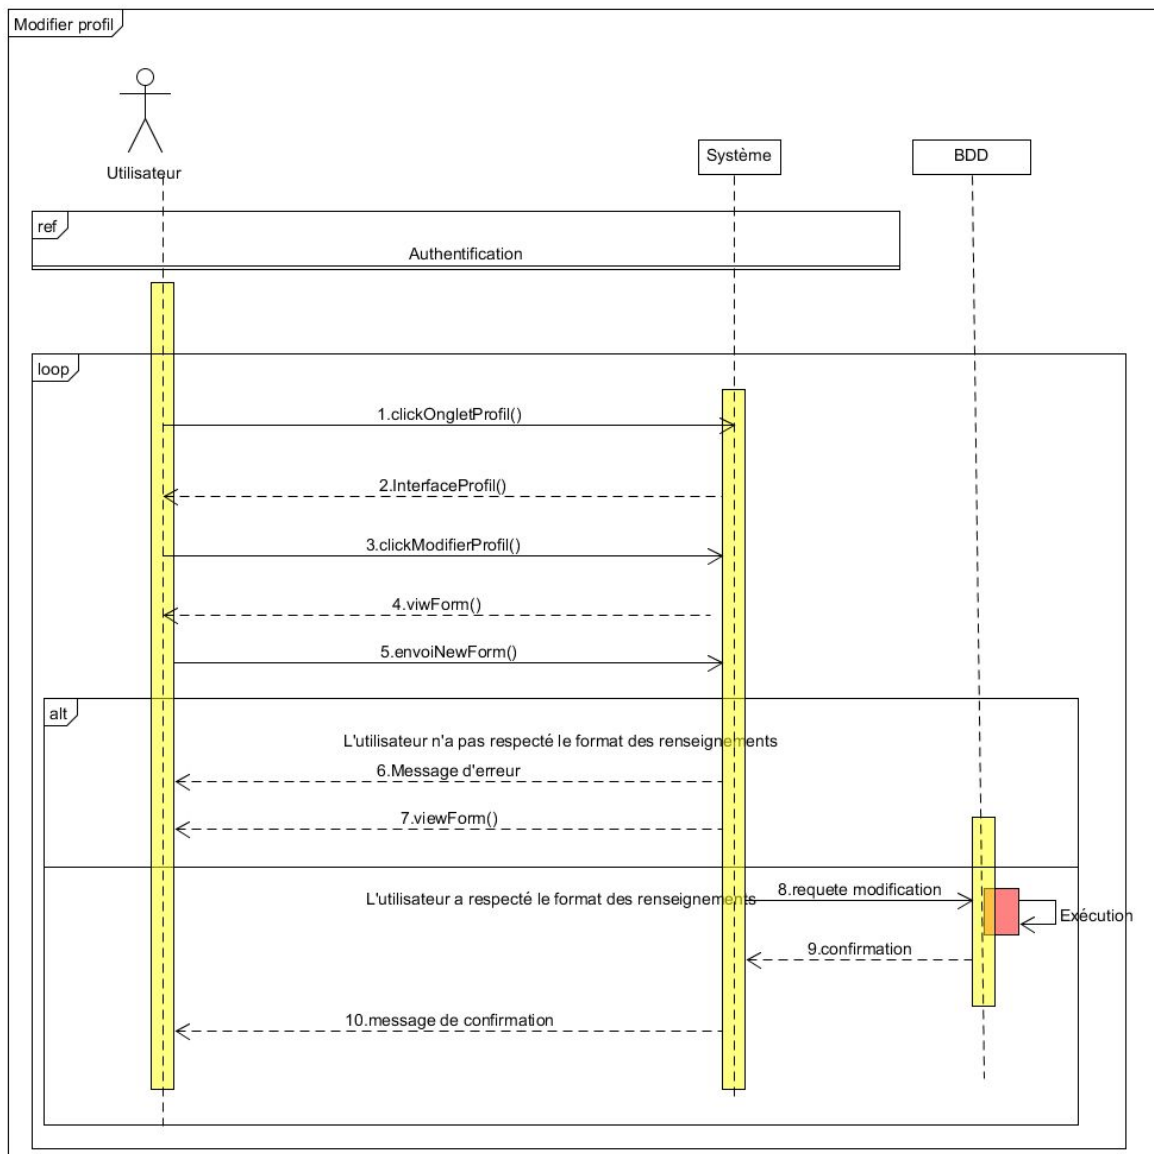 Modifier profil
Utilisateur
Système
BDD
ref
Authentification
loop
1.clickOngletProfil()
2.InterfaceProfil()
3.clickModifierProfil()
4.viwForm()
5.envoiNewForm()
alt
L'utilisateur n'a pas respecté le format des renseignements
6.Message d'erreur
7.viewForm()
8.requete modification
L'utilisateur a respecté le format des renseignements
Exécution
9.confirmation
10.message de confirmation